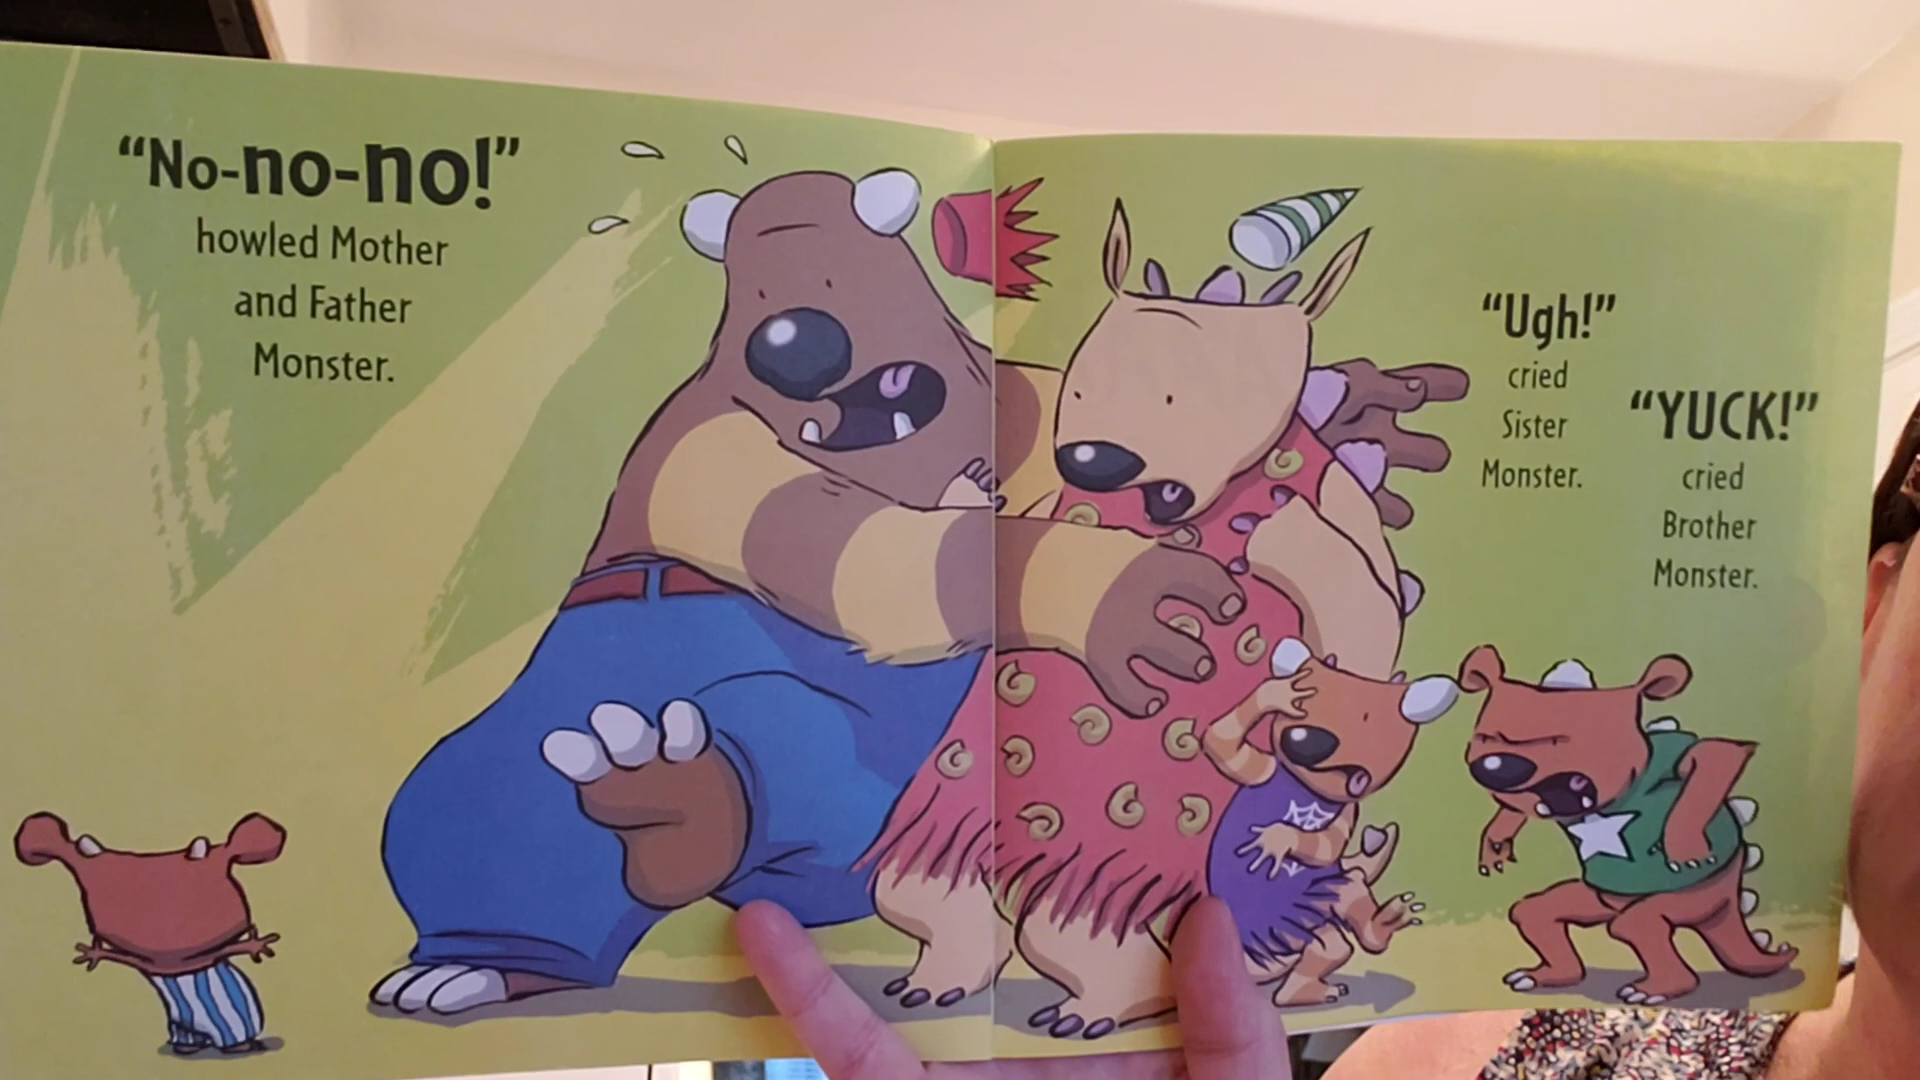 “No-no-no!”
howled Mother
and Father
Monster.
“Ugh!”
cried
Sister
Monster.
“YUCK!”
cried
Brother
Monster.